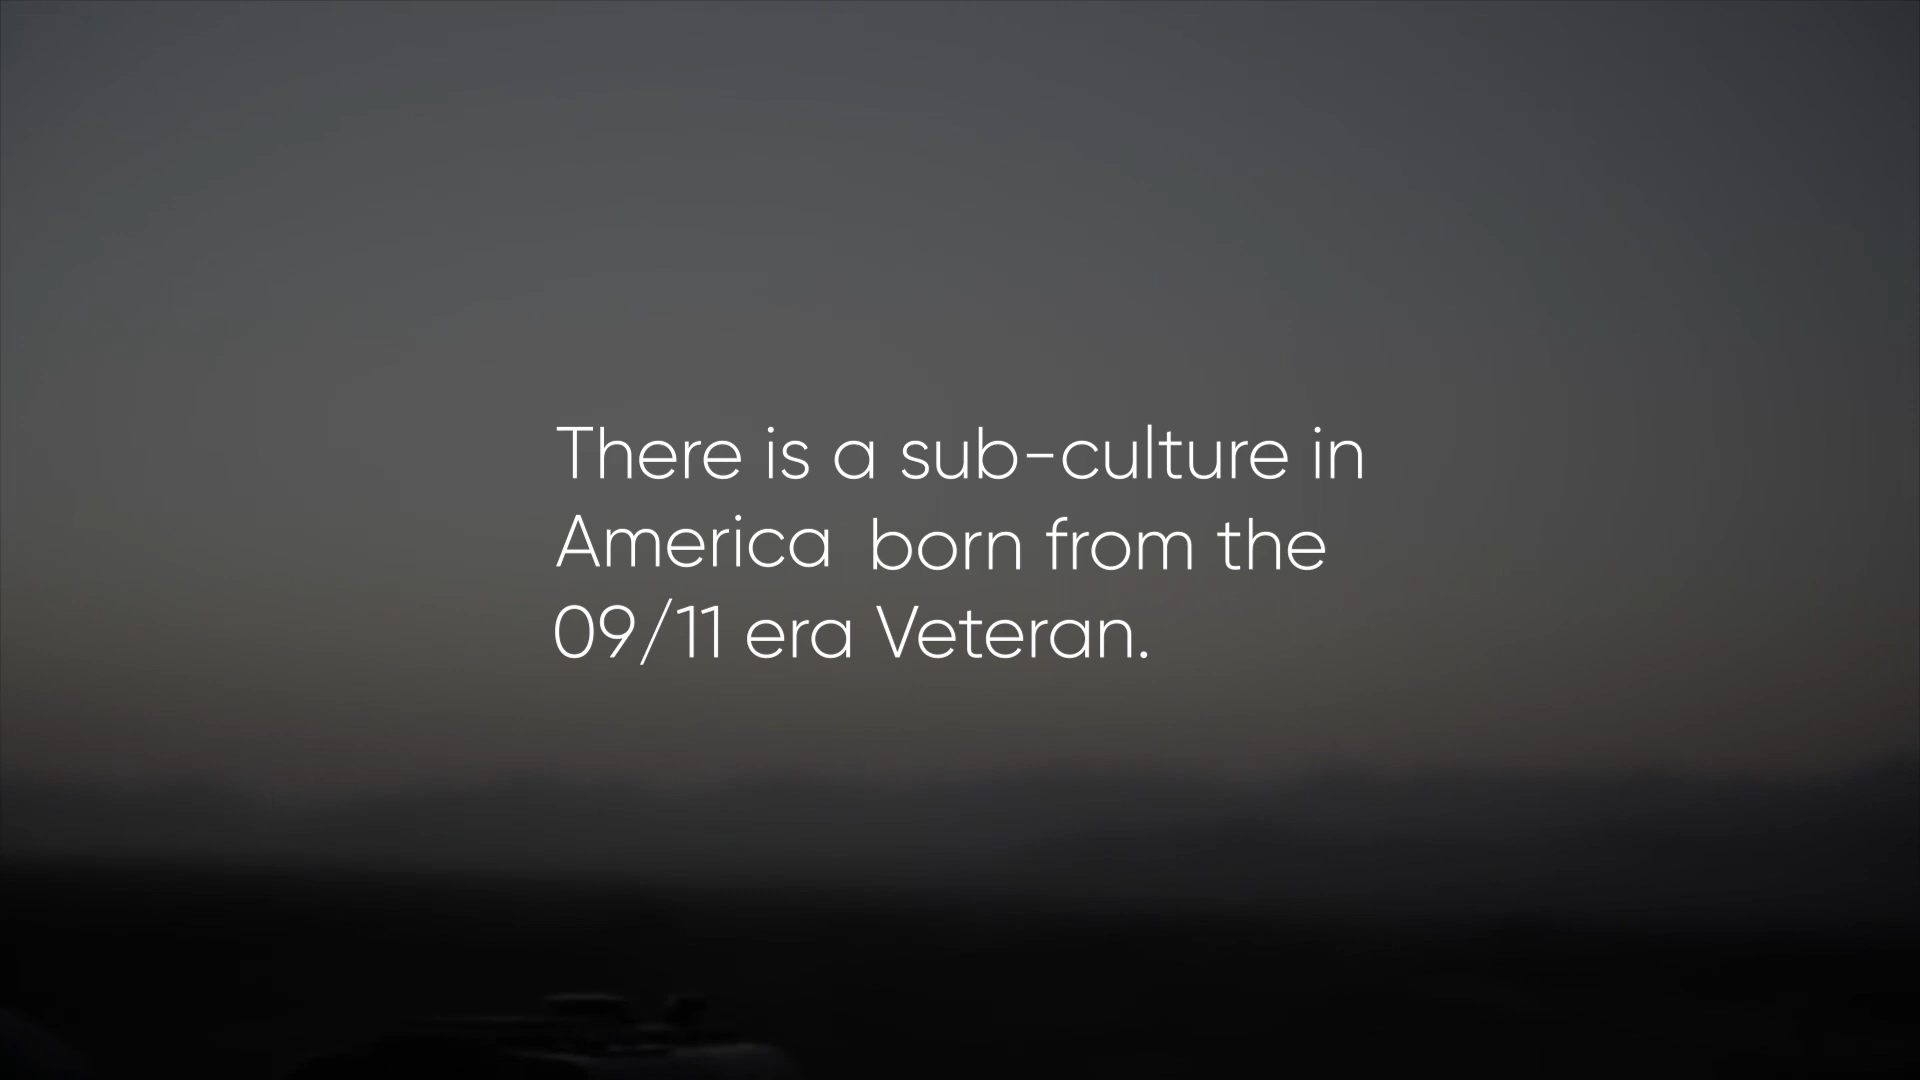 There is a sub-culture in
America born from the
09/11 era Veteran.